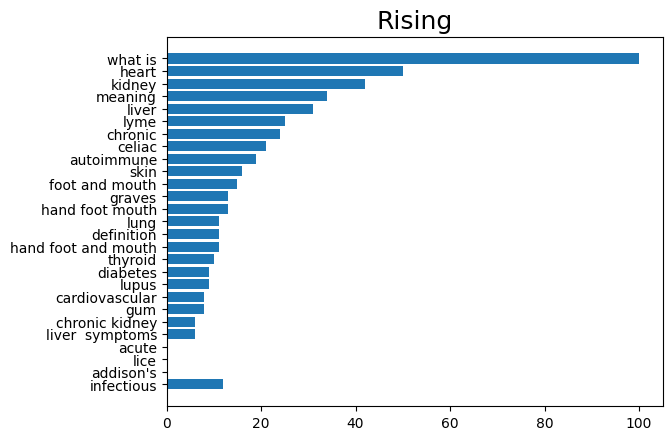 Rising
what is
heart
kidney
meaning
liver
lyme
chronic
celiac
autoimmune
skin
foot and mouth
graves
hand foot mouth
lung
definition
hand foot and mouth
thyroid
diabetes
lupus
cardiovascular
gum
chronic kidney
liver  symptoms
acute
lice
addison's
infectious
0 20 40 60 80 100